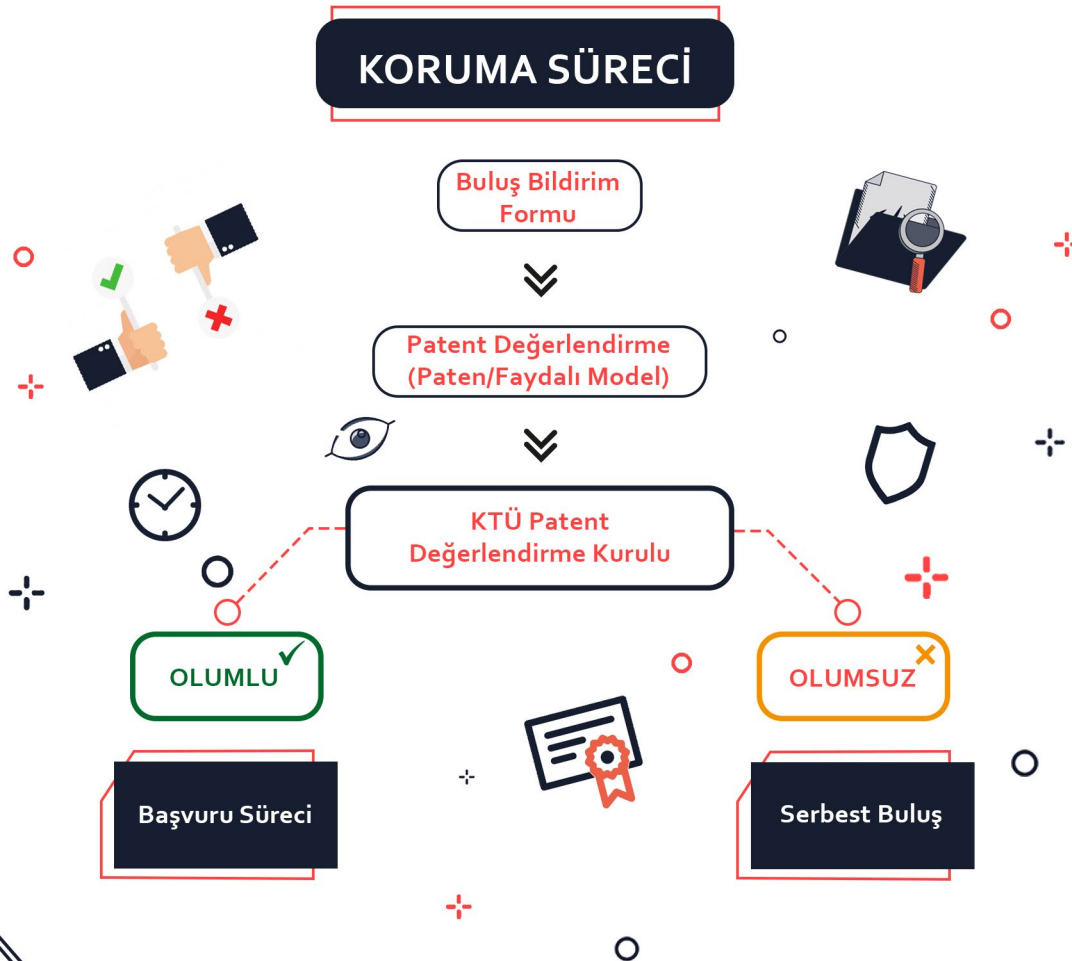 KORUMA SÜRECİ
Buluş Bildirim
Formu
Patent Değerlendirme
(Paten/Faydalı Model)
KTÜ Patent
Değerlendirme Kurulu
OLUMLU
OLUMSUZ
Başvuru Süreci
Serbest Buluş